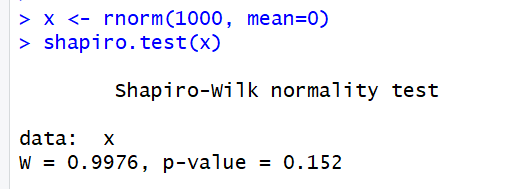 > x <- rnorm(1000, mean=0)
> shapiro.test(x)
Shapiro-Wilk normality test
data:  x
W = 0.9976, p-value = 0.152